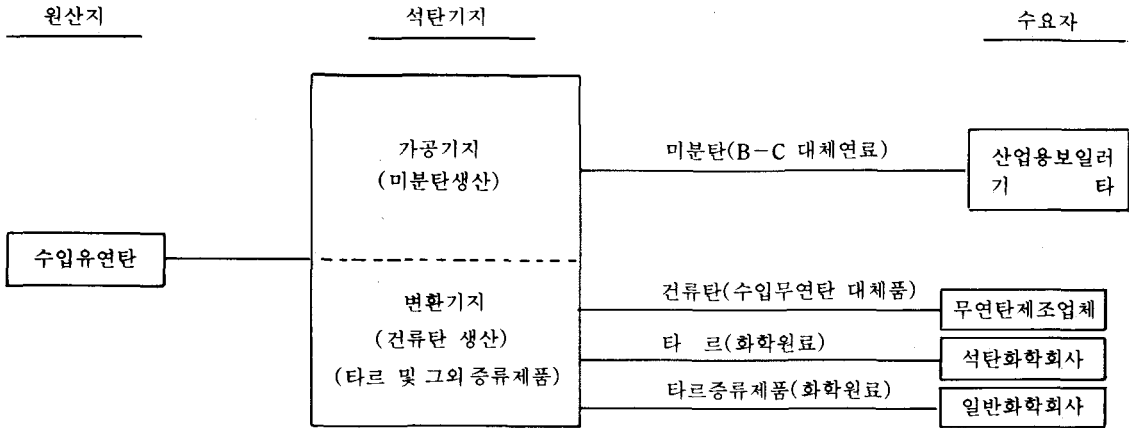 원산지
석탄기지
수요자
가공기지
(미분탄생산)
미분탄(B-C 대체연료)
산업용보일러
기 타
수입유연탄
변환기지
(건류탄 생산)
(타르 및 그외 증류제품)
건류탄(수입무연탄 대체품)
무연탄제조업체
타 르(화학원료)
석탄화학회사
타르증류제품(화학원료)
일반화학회사